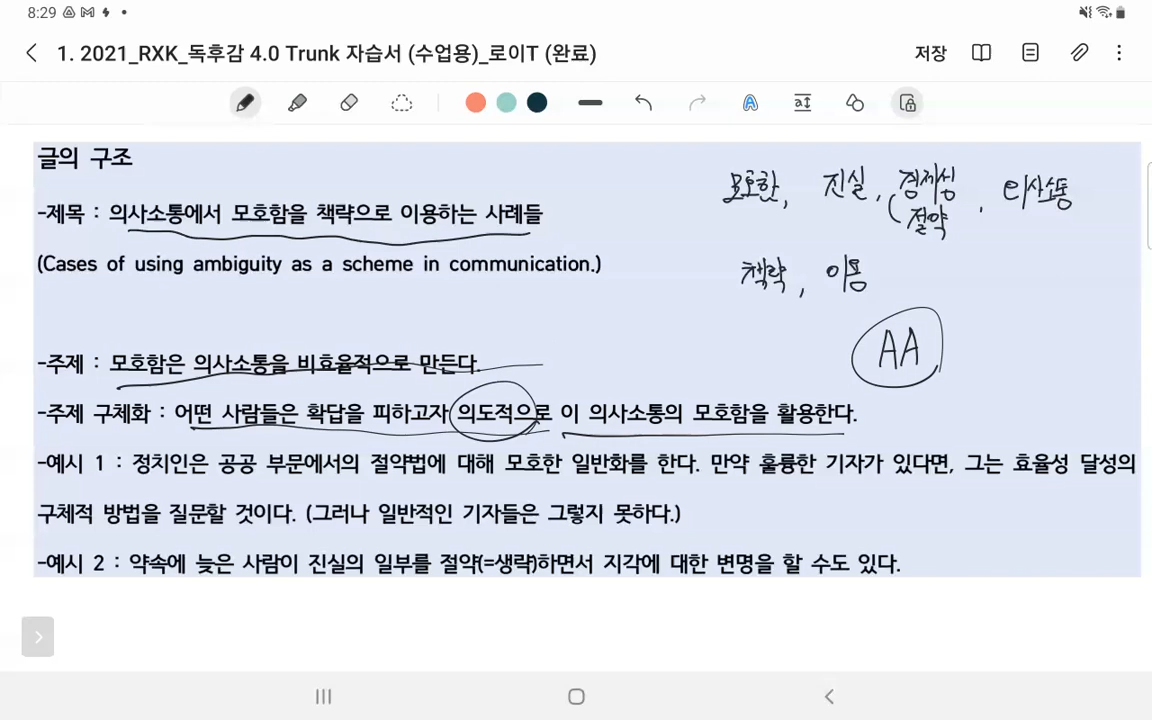 8:29
1. 2021_RXK_독후감 4.0 Trunk 자습서 (수업용)_로이T (완료)
저장
글의 구조
모호한, 진실, 경제성, 의사소통
(절약
-제목 : 의사소통에서 모호함을 책략으로 이용하는 사례들
(Cases of using ambiguity as a scheme in communication.)
책략, 이용
AA
-주제 : 모호함은 의사소통을 비효율적으로 만든다.
-주제 구체화 : 어떤 사람들은 확답을 피하고자 의도적으로 이 의사소통의 모호함을 활용한다.
-예시 1 : 정치인은 공공 부문에서의 절약법에 대해 모호한 일반화를 한다. 만약 훌륭한 기자가 있다면, 그는 효율성 달성의
구체적 방법을 질문할 것이다. (그러나 일반적인 기자들은 그렇지 못하다.)
-예시 2 : 약속에 늦은 사람이 진실의 일부를 절약(=생략)하면서 지각에 대한 변명을 할 수도 있다.